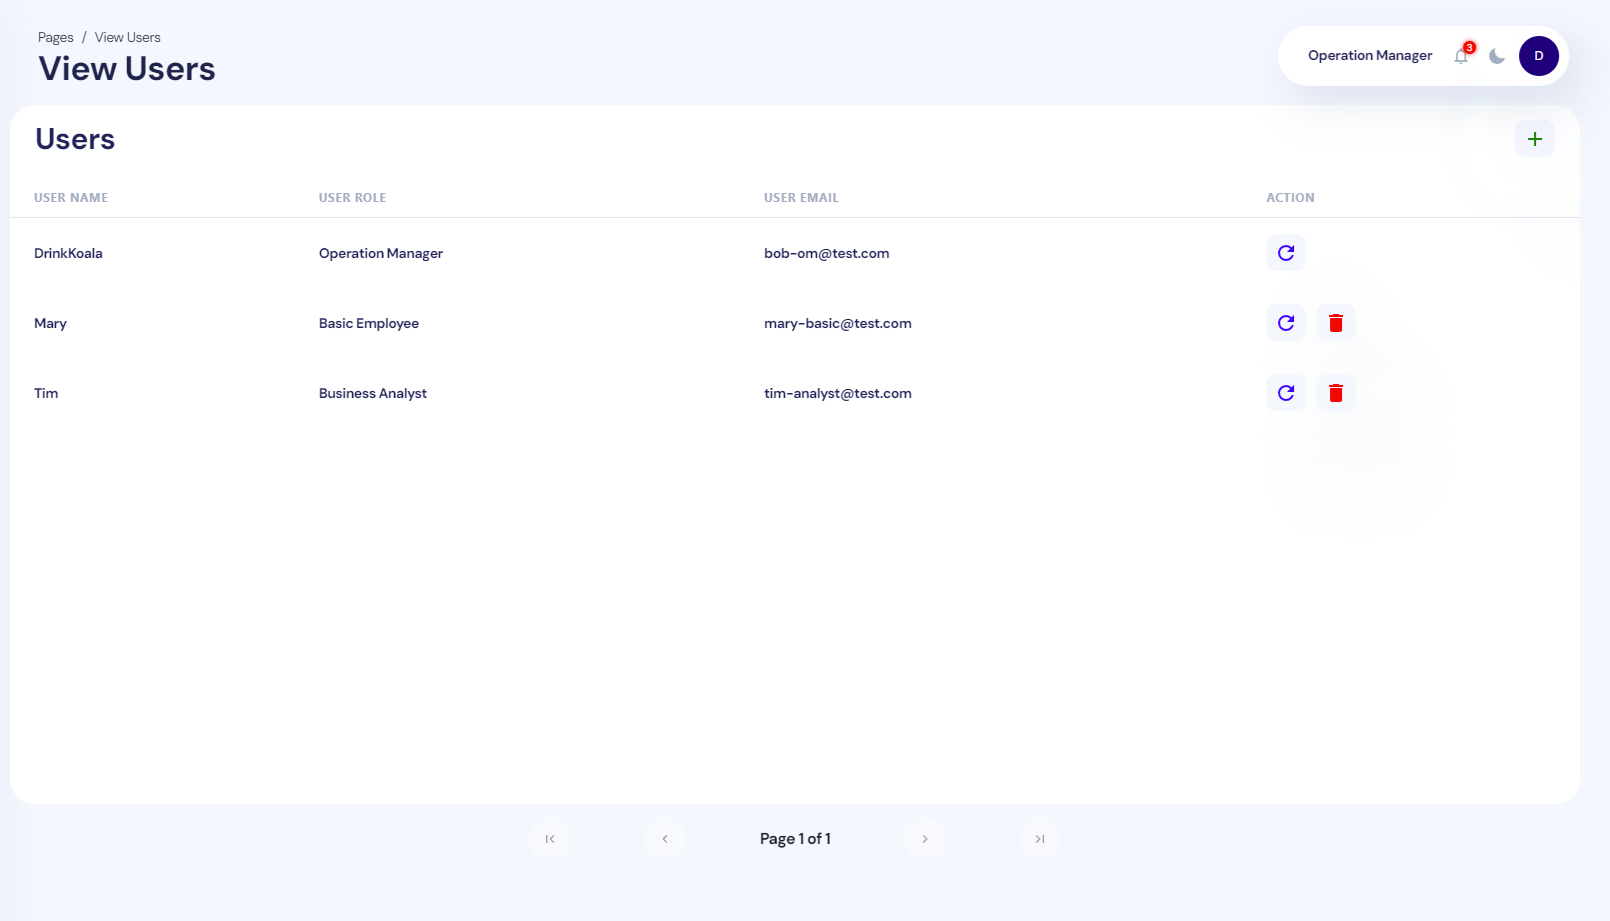 Pages / View Users
View Users
Operation Manager
3
D
Users
USER NAME USER ROLE USER EMAIL ACTION
DrinkKoala Operation Manager bob-om@test.com
Mary Basic Employee mary-basic@test.com
Tim Business Analyst tim-analyst@test.com
Page 1 of 1